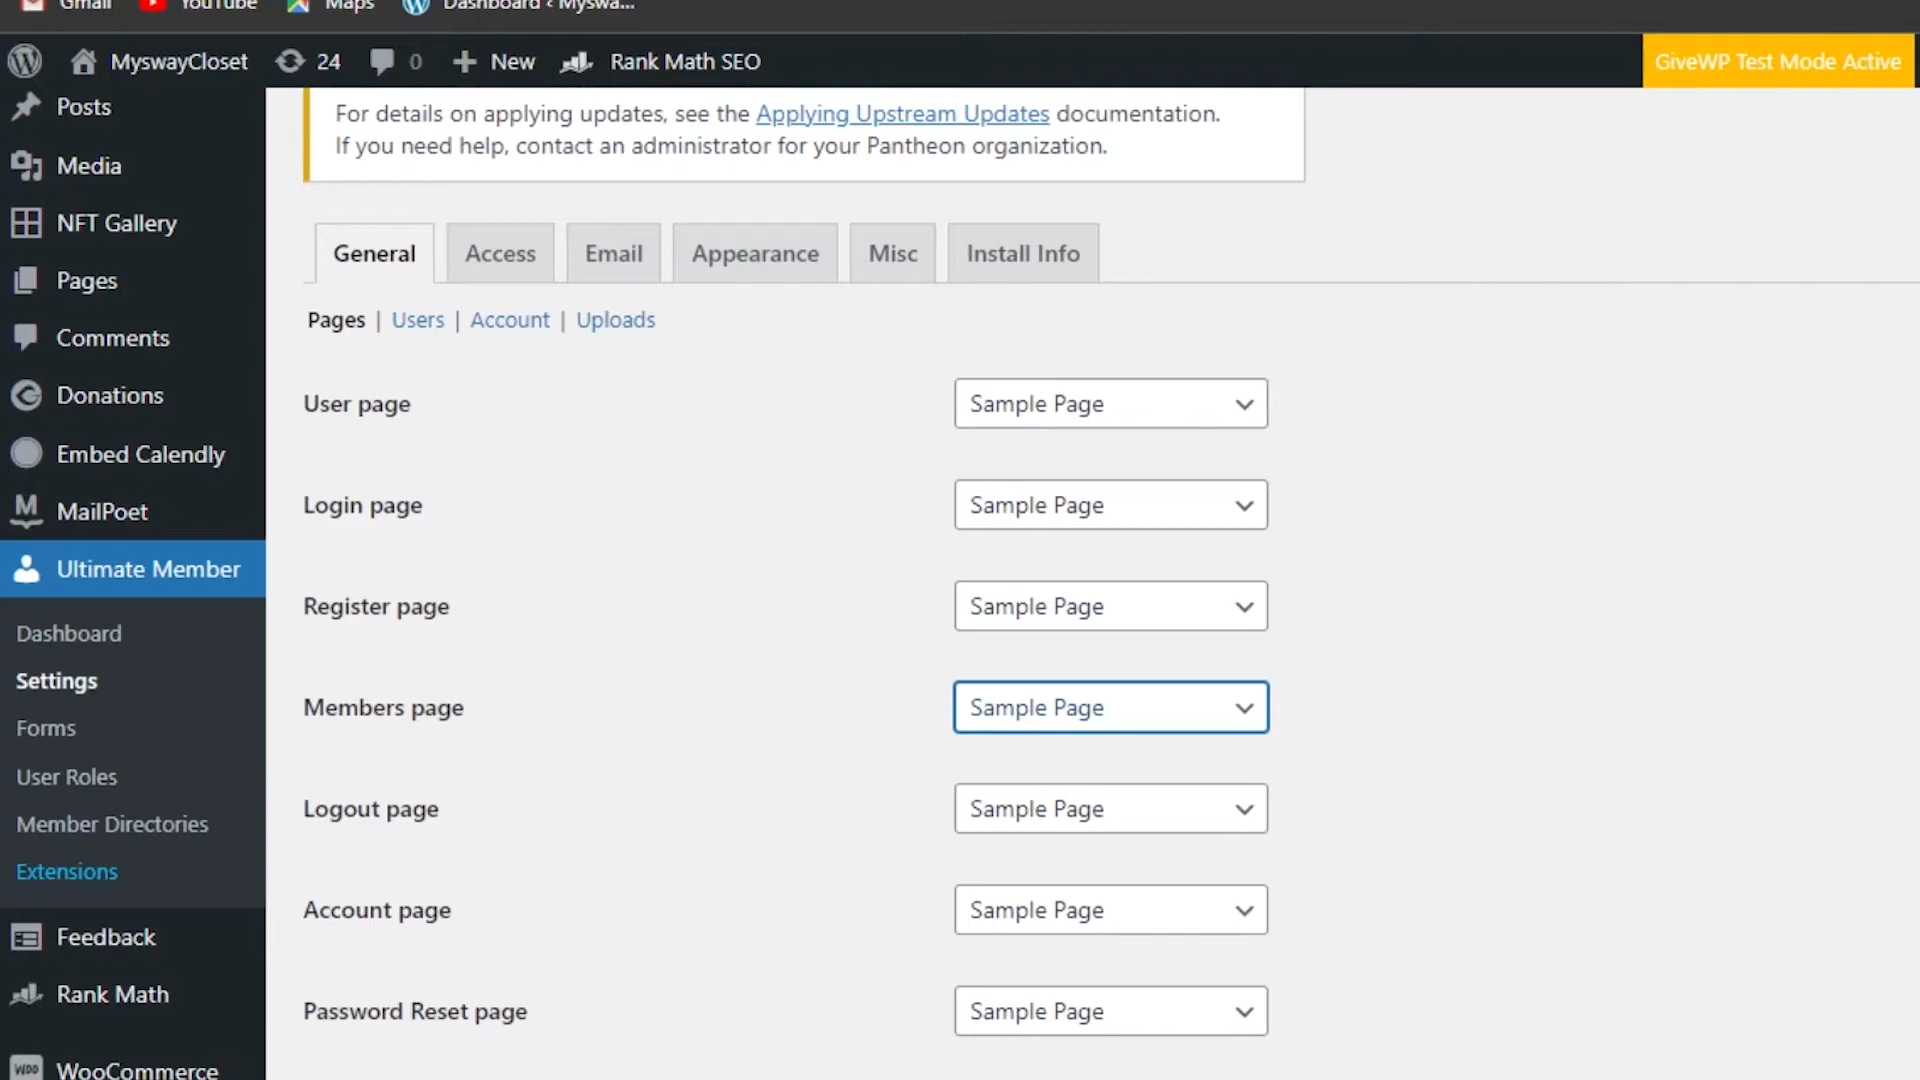 Gmail YouTube Maps Dashboard ‹ Myswa...
MyswayCloset 24 0 New Rank Math SEO GiveWP Test Mode Active
Posts
Media
NFT Gallery
Pages
Comments
Donations
Embed Calendly
MailPoet
Ultimate Member
Dashboard
Settings
Forms
User Roles
Member Directories
Extensions
Feedback
Rank Math
WooCommerce
For details on applying updates, see the Applying Upstream Updates documentation.
If you need help, contact an administrator for your Pantheon organization.
General Access Email Appearance Misc Install Info
Pages | Users | Account | Uploads
User page Sample Page
Login page Sample Page
Register page Sample Page
Members page Sample Page
Logout page Sample Page
Account page Sample Page
Password Reset page Sample Page